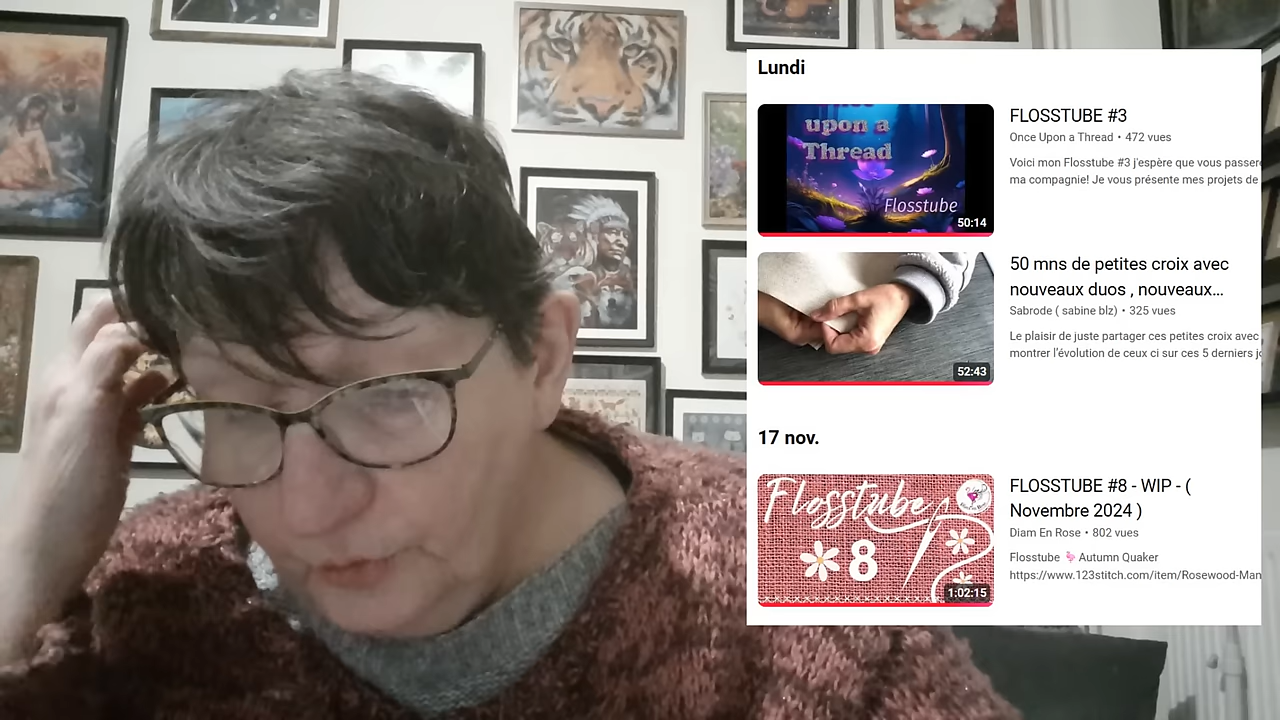 Lundi
upon a
Thread
Flosstube
50:14
FLOSSTUBE #3
Once Upon a Thread • 472 vues
Voici mon Flosstube #3 j'espère que vous
ma compagnie! Je vous présente mes projets de
52:43
50 mns de petites croix avec
nouveaux duos , nouveaux...
Sabrode ( sabine blz) • 325 vues
Le plaisir de juste partager ces petites croix avec
montrer l'évolution de ceux ci sur ces 5 derniers
17 nov.
Flosstube
8
1:02:15
FLOSSTUBE #8 - WIP - (
Novembre 2024 )
Diam En Rose • 802 vues
Flosstube 🦩 Autumn Quaker
https://www.123stitch.com/item/Rosewood-Man